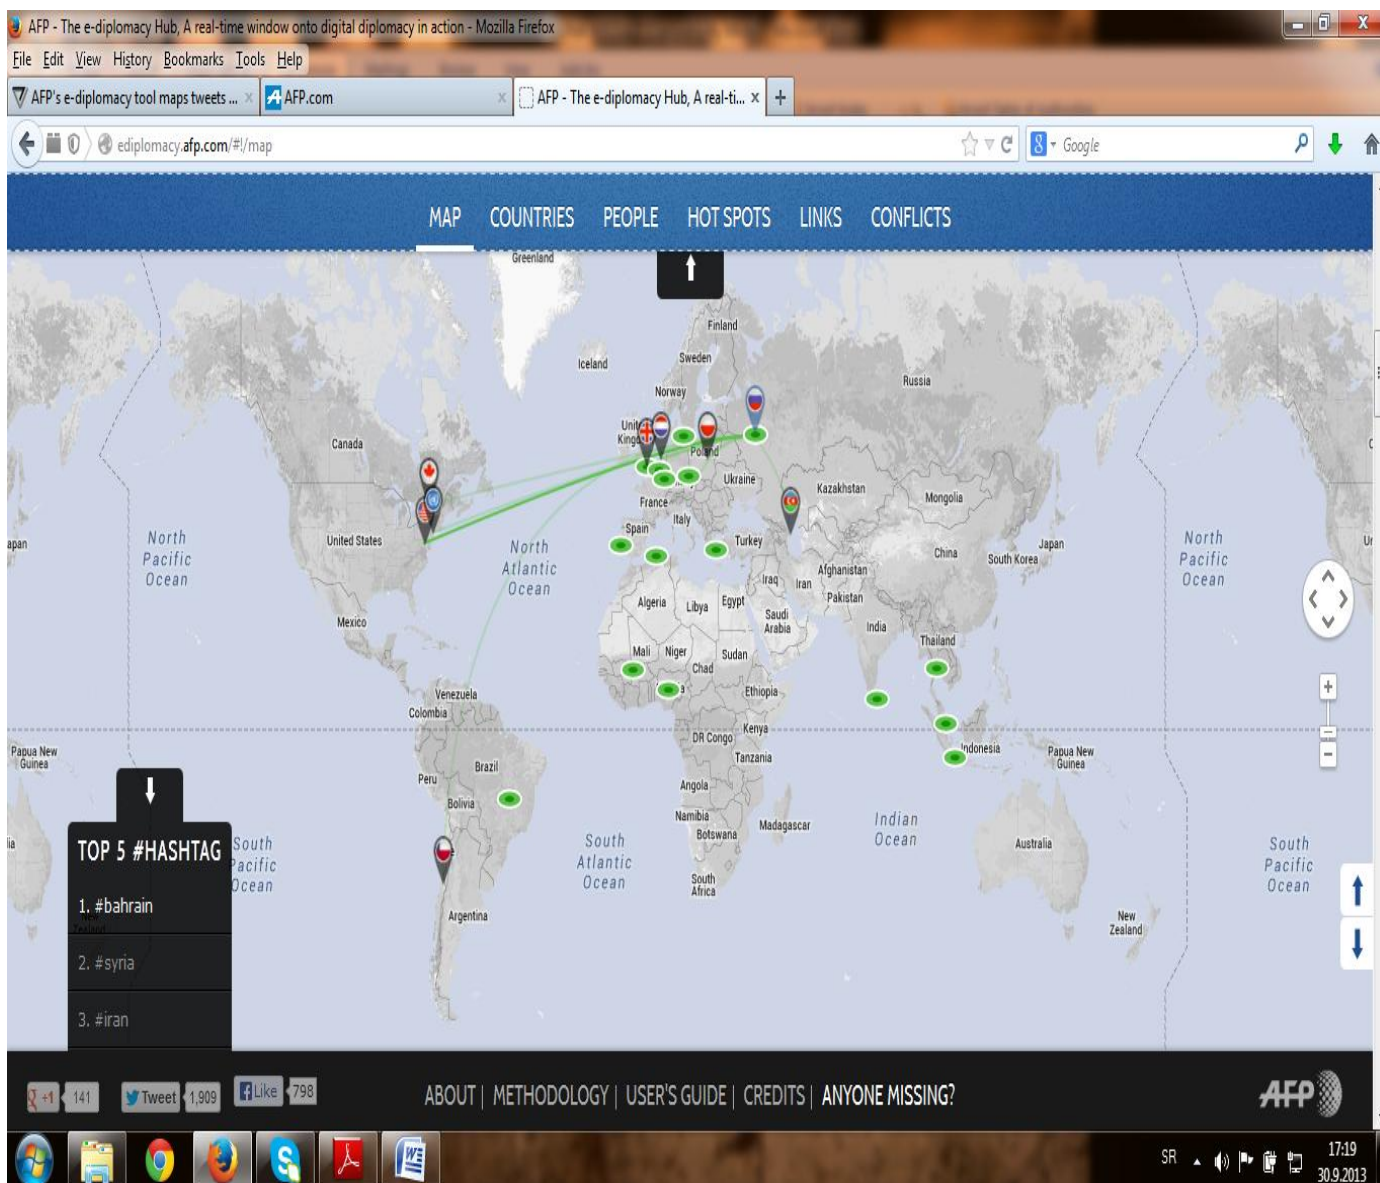 AFP - The e-diplomacy Hub, A real-time window onto digital diplomacy in action - Mozilla Firefox
File Edit View History Bookmarks Tools Help
AFP's e-diplomacy tool maps tweets ...
AFP.com
AFP - The e-diplomacy Hub, A real-ti...
ediplomacy.afp.com/#!/map
Google
MAP COUNTRIES PEOPLE HOT SPOTS LINKS CONFLICTS
Greenland
Finland
Iceland
Sweden
Russia
Norway
Canada
Poland
Ukraine
Kazakhstan
Mongolia
France
Italy
Spain
Turkey
United States
North Pacific Ocean
North Atlantic Ocean
China
South Korea
Japan
North Pacific Ocean
Afghanistan
Iraq
Iran
Pakistan
Algeria
Libya
Egypt
Saudi Arabia
India
Mexico
Thailand
Mali
Niger
Chad
Sudan
Venezuela
Colombia
Ethiopia
DR Congo
Kenya
Tanzania
Indonesia
Papua New Guinea
Papua New Guinea
Peru
Brazil
Bolivia
Angola
Namibia
Botswana
Madagascar
South Africa
Indian Ocean
Australia
South Pacific Ocean
South Atlantic Ocean
South Pacific Ocean
Argentina
New Zealand
TOP 5 #HASHTAG
1. #bahrain
2. #syria
3. #iran
+1 141
Tweet 1,909
Like 798
ABOUT | METHODOLOGY | USER'S GUIDE | CREDITS | ANYONE MISSING?
AFP
SR
17:19
30.9.2013